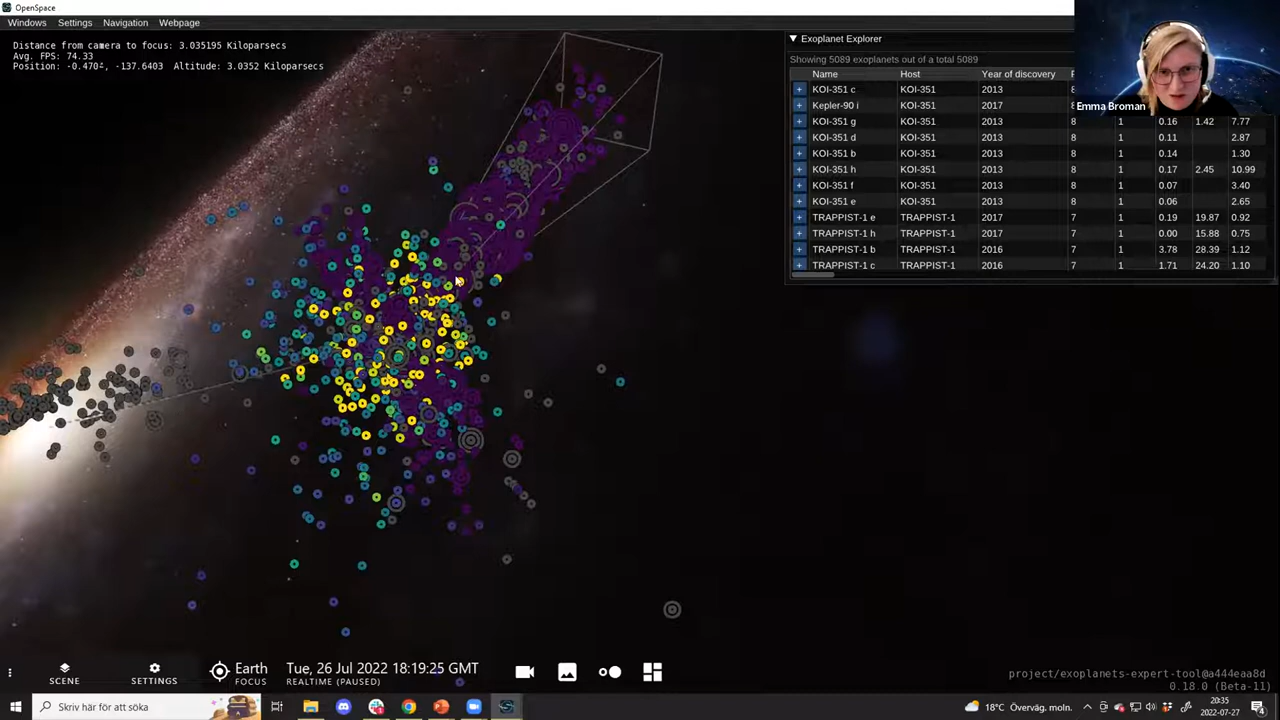 OpenSpace
Windows Settings Navigation Webpage
Distance from camera to focus: 3.035195 Kiloparsecs
Avg. FPS: 74.33
Position: -0.470°, -137.6403 Altitude: 3.0352 Kiloparsecs
Exoplanet Explorer
Showing 5089 exoplanets out of a total 5089
Name Host Year of discovery
KOI-351 c KOI-351 2013 8 1
Kepler-90 i KOI-351 2017 8 1
KOI-351 g KOI-351 2013 8 1 0.16 1.42 7.77
KOI-351 d KOI-351 2013 8 1 0.11 2.87
KOI-351 b KOI-351 2013 8 1 0.14 1.30
KOI-351 h KOI-351 2013 8 1 0.17 2.45 10.99
KOI-351 f KOI-351 2013 8 1 0.07 3.40
KOI-351 e KOI-351 2013 8 1 0.06 2.65
TRAPPIST-1 e TRAPPIST-1 2017 7 1 0.19 19.87 0.92
TRAPPIST-1 h TRAPPIST-1 2017 7 1 0.00 15.88 0.75
TRAPPIST-1 b TRAPPIST-1 2016 7 1 3.78 28.39 1.12
TRAPPIST-1 c TRAPPIST-1 2016 7 1 1.71 24.20 1.10
Emma Broman
SCENE
SETTINGS
Earth
FOCUS
Tue, 26 Jul 2022 18:19:25 GMT
REALTIME (PAUSED)
project/exoplanets-expert-tool@a444eaa8d
0.18.0 (Beta-11)
Skriv här för att söka
18°C Överväg. moln.
20:35
2022-07-27